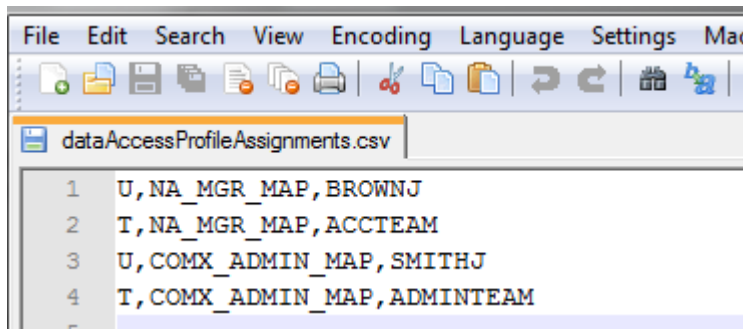 File Edit Search View Encoding Language Settings Mac
dataAccessProfileAssignments.csv
1 U,NA_MGR_MAP,BROWNJ
2 T,NA_MGR_MAP,ACCTEAM
3 U,COMX_ADMIN_MAP,SMITHJ
4 T,COMX_ADMIN_MAP,ADMINTEAM